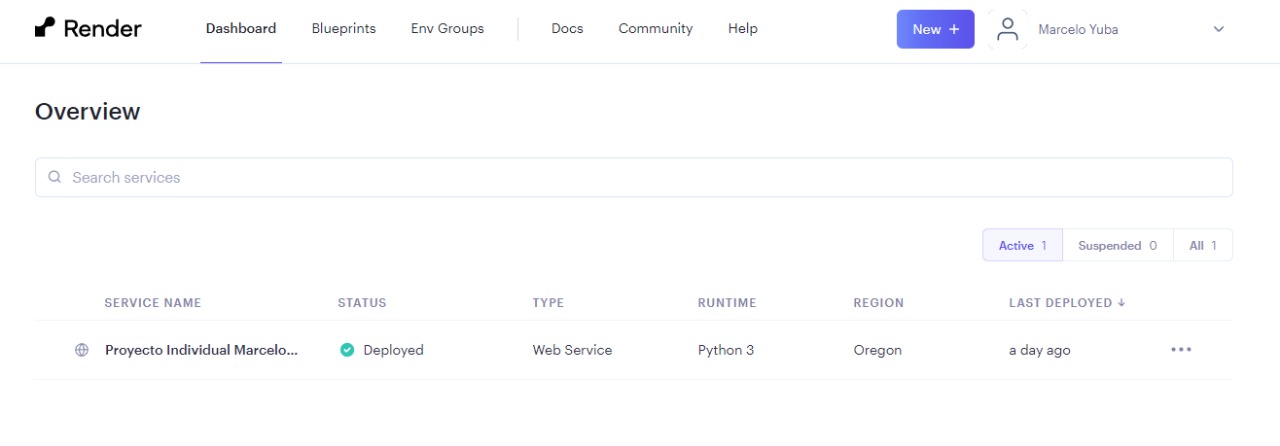 Render Dashboard Blueprints Env Groups Docs Community Help New + Marcelo Yuba
Overview
Search services
Active 1 Suspended 0 All 1
SERVICE NAME STATUS TYPE RUNTIME REGION LAST DEPLOYED ↓
Proyecto Individual Marcelo... Deployed Web Service Python 3 Oregon a day ago